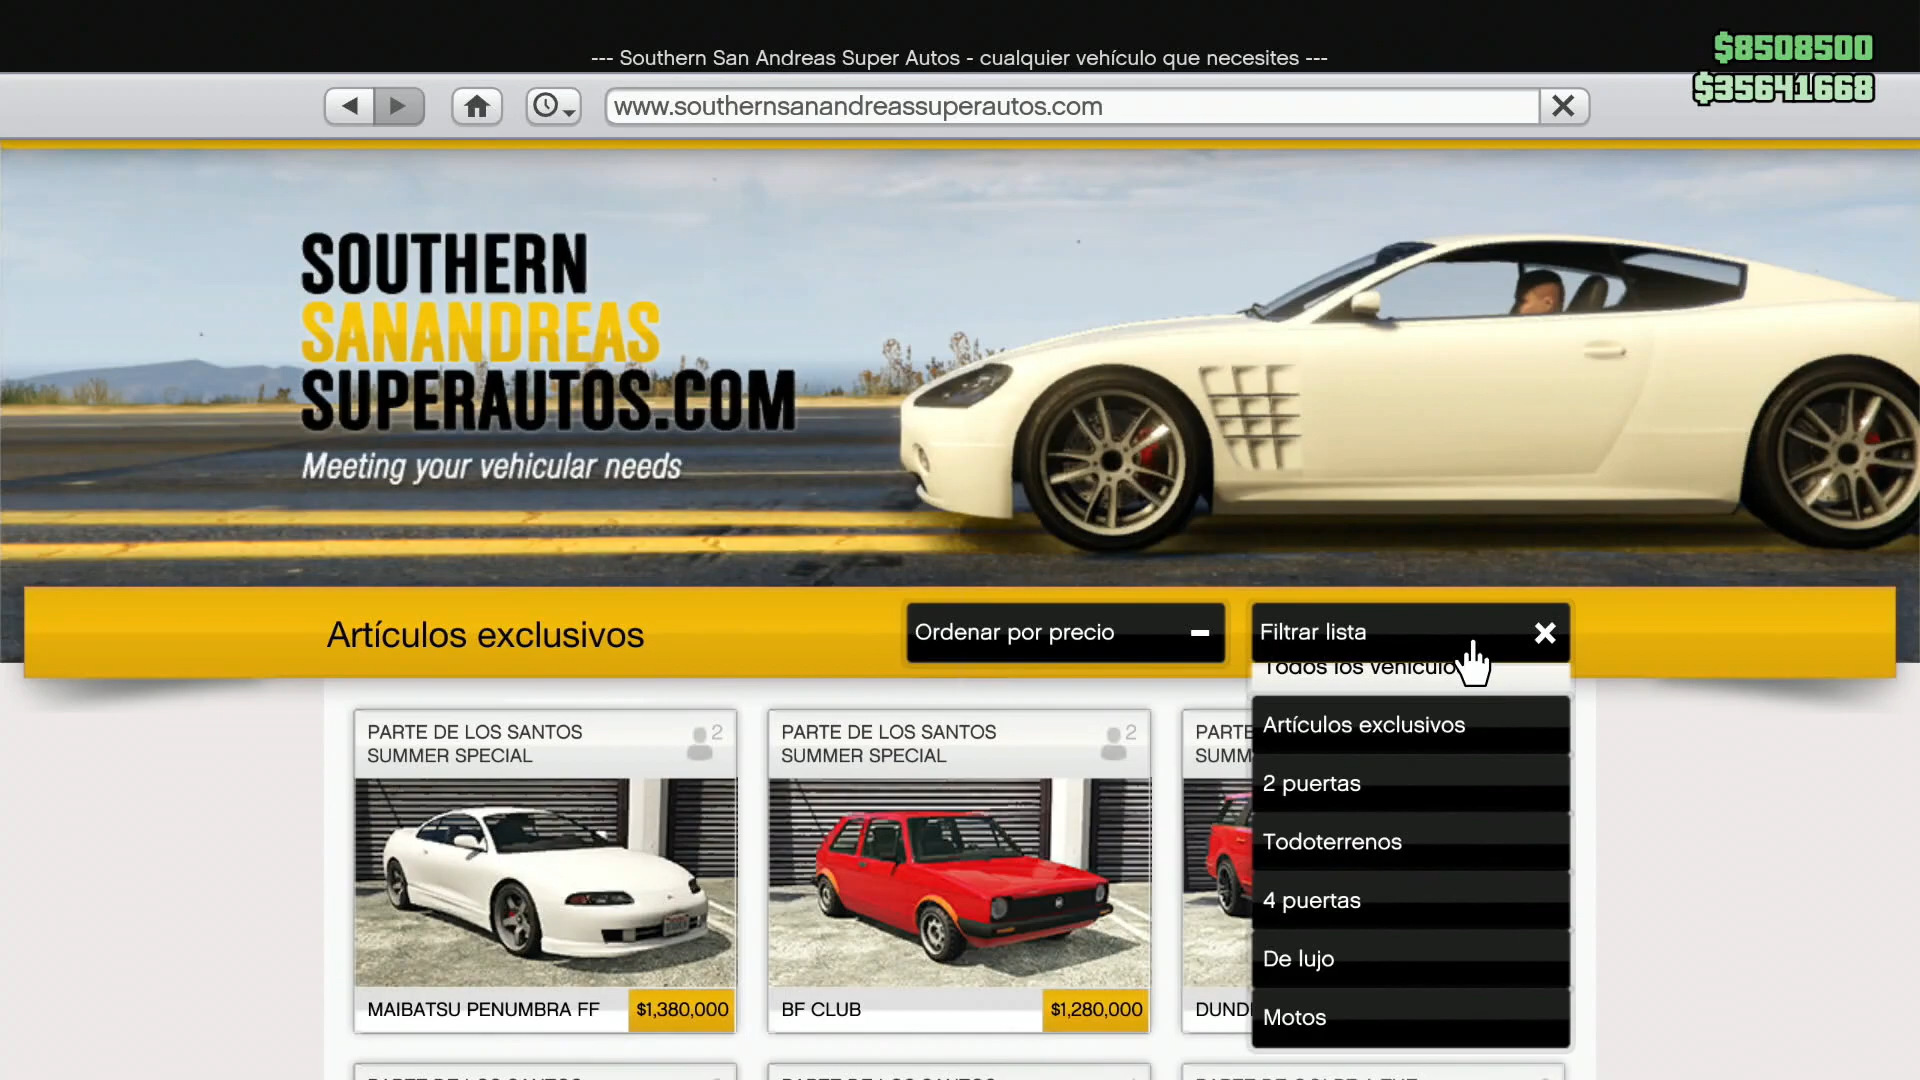 --- Southern San Andreas Super Autos - cualquier vehículo que necesites ---
$8508500
$35641668
www.southernsanandreassuperautos.com
SOUTHERN
SANANDREAS
SUPERAUTOS.COM
Meeting your vehicular needs
Artículos exclusivos
Ordenar por precio
Filtrar lista
Todos los vehículo
Artículos exclusivos
2 puertas
Todoterrenos
4 puertas
De lujo
Motos
PARTE DE LOS SANTOS
SUMMER SPECIAL
2
MAIBATSU PENUMBRA FF
$1,380,000
PARTE DE LOS SANTOS
SUMMER SPECIAL
2
BF CLUB
$1,280,000
PARTE
SUMM
DUND